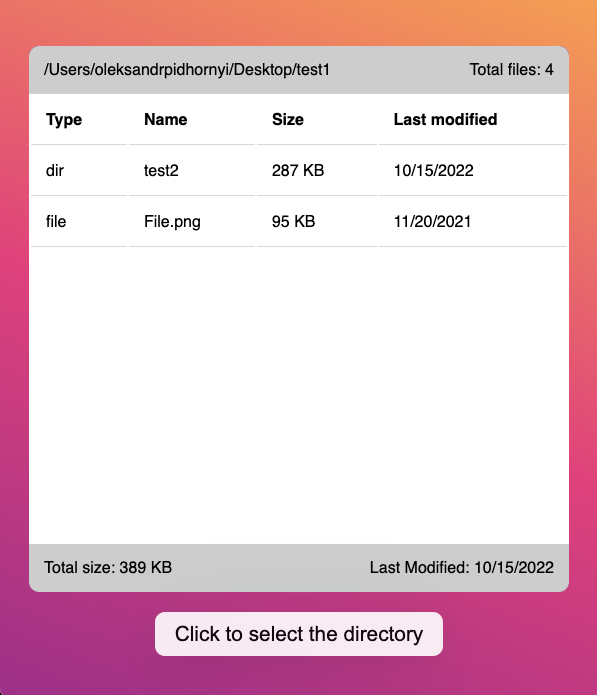 /Users/oleksandrpidhornyi/Desktop/test1 Total files: 4
Type Name Size Last modified
dir test2 287 KB 10/15/2022
file File.png 95 KB 11/20/2021
Total size: 389 KB Last Modified: 10/15/2022
Click to select the directory